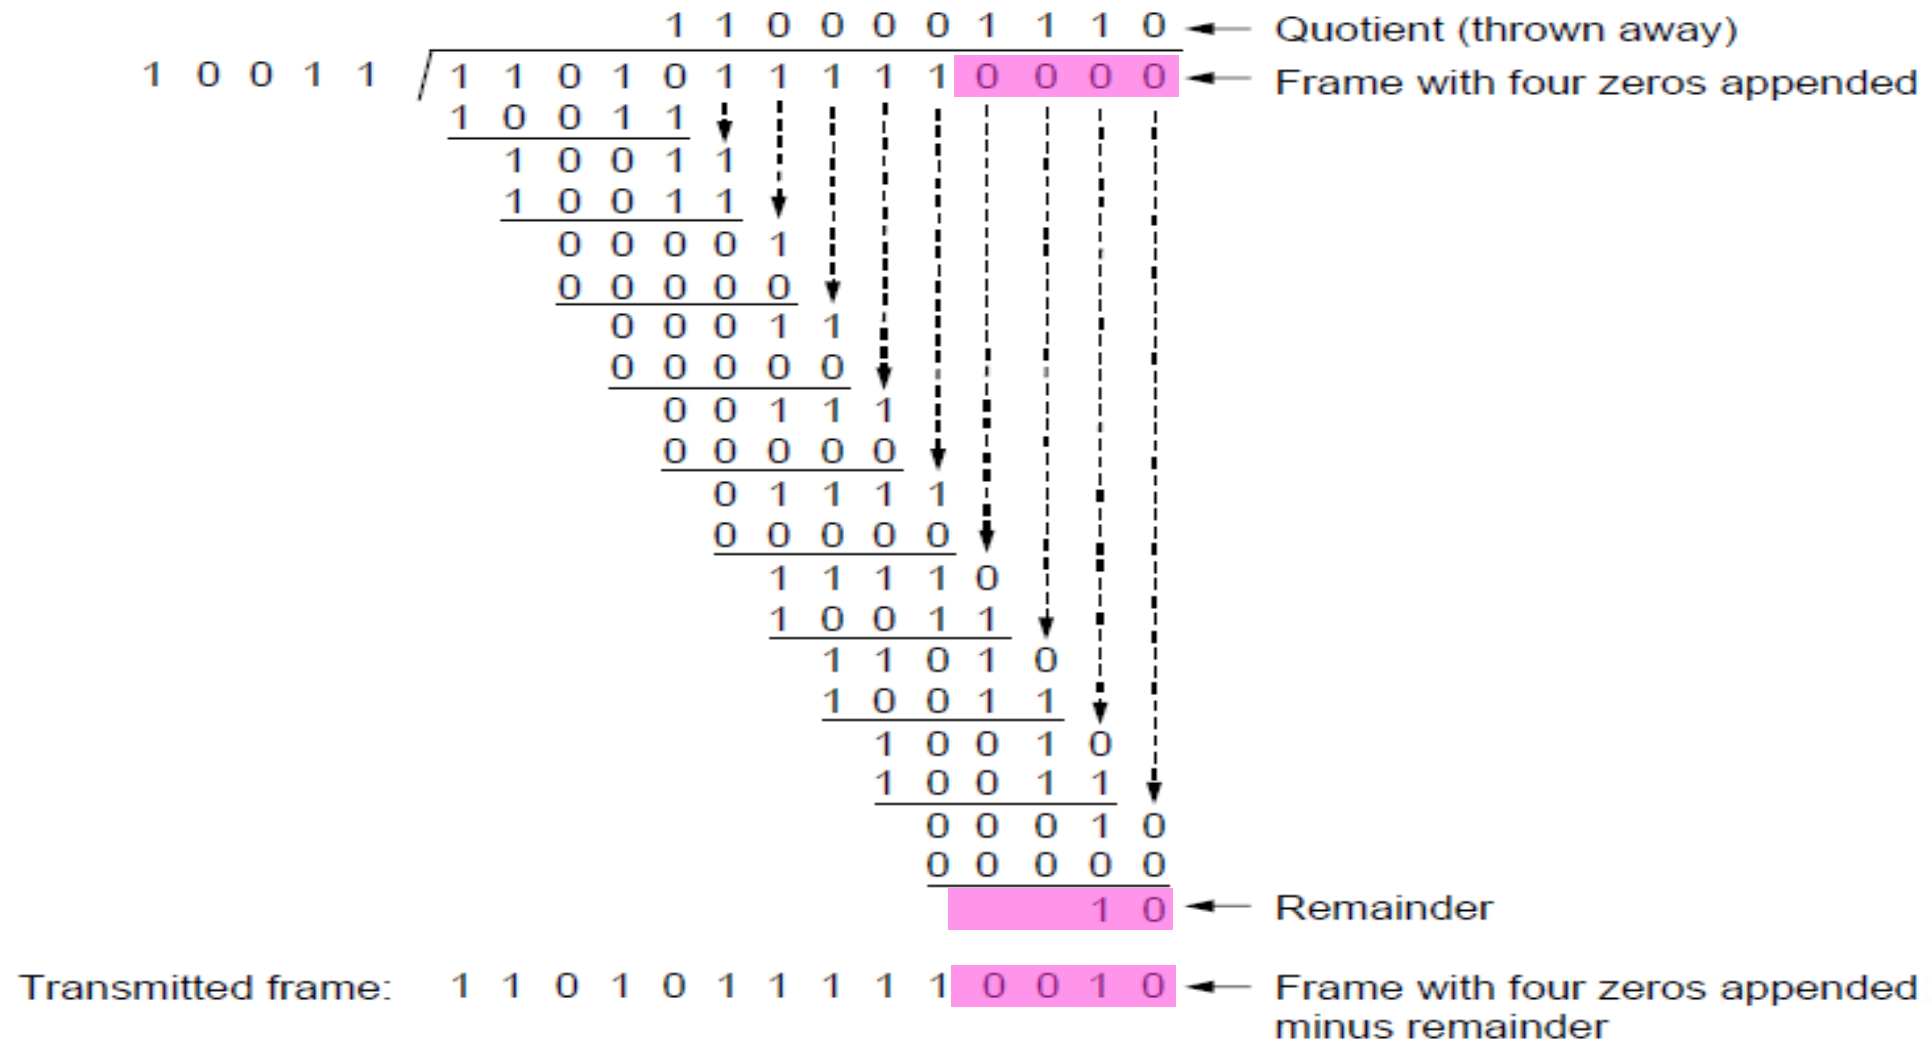 1 1 0 0 0 0 1 1 1 0 Quotient (thrown away)
1 0 0 1 1 1 1 0 1 0 1 1 1 1 1 0 0 0 0 Frame with four zeros appended
1 0 0 1 1
1 0 0 1 1
1 0 0 1 1
0 0 0 0 1
0 0 0 0 0
0 0 0 1 1
0 0 0 0 0
0 0 1 1 1
0 0 0 0 0
0 1 1 1 1
0 0 0 0 0
1 1 1 1 0
1 0 0 1 1
1 1 0 1 0
1 0 0 1 1
1 0 0 1 0
1 0 0 1 1
0 0 0 1 0
0 0 0 0 0
1 0 Remainder
Transmitted frame: 1 1 0 1 0 1 1 1 1 1 0 0 1 0 Frame with four zeros appended
minus remainder